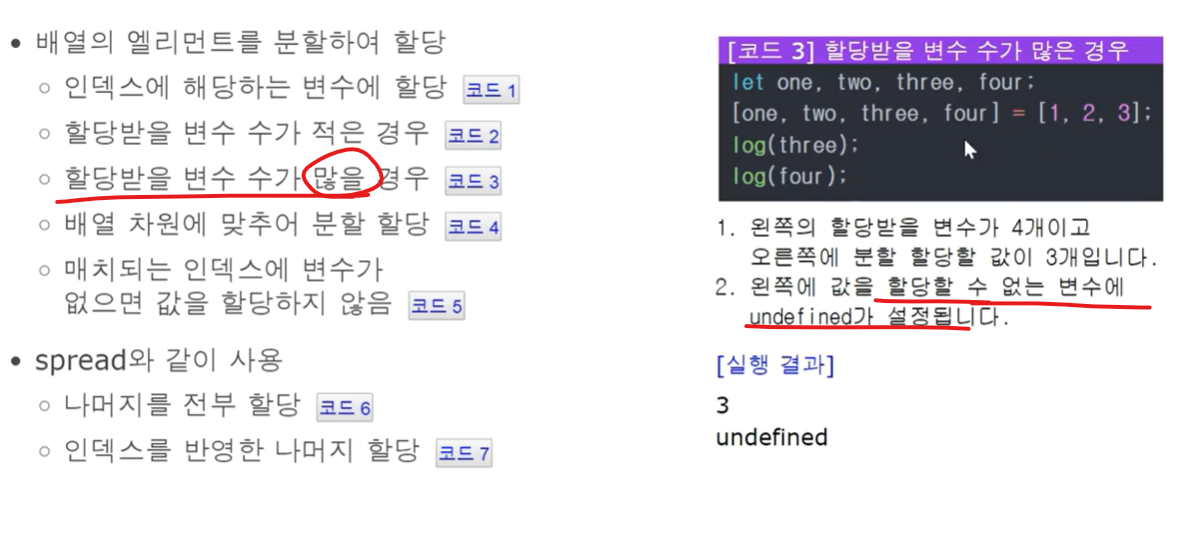 • 배열의 엘리먼트를 분할하여 할당
○ 인덱스에 해당하는 변수에 할당 코드 1
○ 할당받을 변수 수가 적은 경우 코드 2
○ 할당받을 변수 수가 많을 경우 코드 3
○ 배열 차원에 맞추어 분할 할당 코드 4
○ 매치되는 인덱스에 변수가
없으면 값을 할당하지 않음 코드 5
• spread와 같이 사용
○ 나머지를 전부 할당 코드 6
○ 인덱스를 반영한 나머지 할당 코드 7
[코드 3] 할당받을 변수 수가 많은 경우
let one, two, three, four;
[one, two, three, four] = [1, 2, 3];
log(three);
log(four);
1. 왼쪽의 할당받을 변수가 4개이고
오른쪽에 분할 할당할 값이 3개입니다.
2. 왼쪽에 값을 할당할 수 없는 변수에
undefined가 설정됩니다.
[실행 결과]
3
undefined